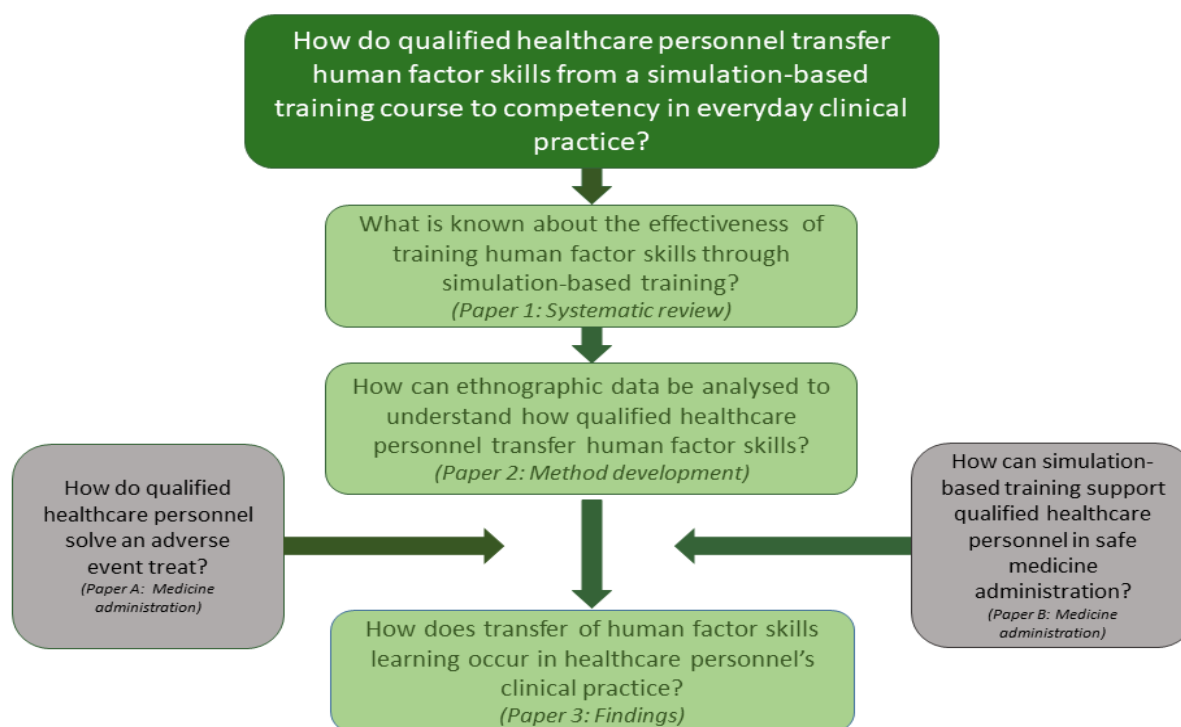 How do qualified healthcare personnel transfer
human factor skills from a simulation-based
training course to competency in everyday clinical
practice?
What is known about the effectiveness of
training human factor skills through
simulation-based training?
(Paper 1: Systematic review)
How can ethnographic data be analysed to
understand how qualified healthcare
personnel transfer human factor skills?
(Paper 2: Method development)
How do qualified
healthcare personnel
solve an adverse
event treat?
(Paper A: Medicine
administration)
How can simulation-
based training support
qualified healthcare
personnel in safe
medicine
administration?
(Paper B: Medicine
administration)
How does transfer of human factor skills
learning occur in healthcare personnel’s
clinical practice?
(Paper 3: Findings)